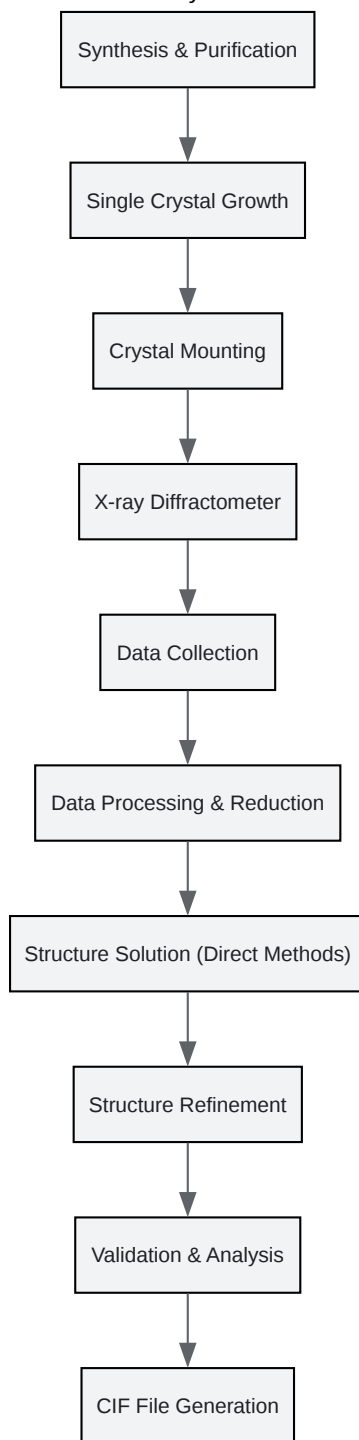 Synthesis & Purification
Single Crystal Growth
Crystal Mounting
X-ray Diffractometer
Data Collection
Data Processing & Reduction
Structure Solution (Direct Methods)
Structure Refinement
Validation & Analysis
CIF File Generation